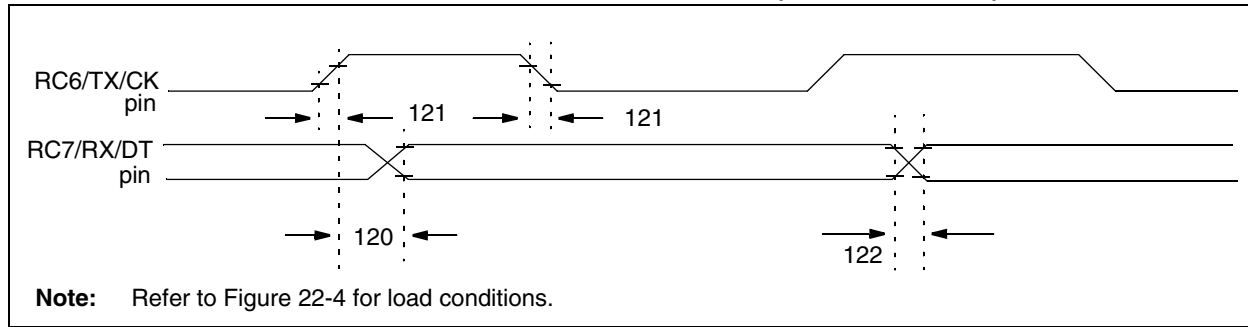 RC6/TX/CK
pin
121
121
RC7/RX/DT
pin
120
122
Note: Refer to Figure 22-4 for load conditions.